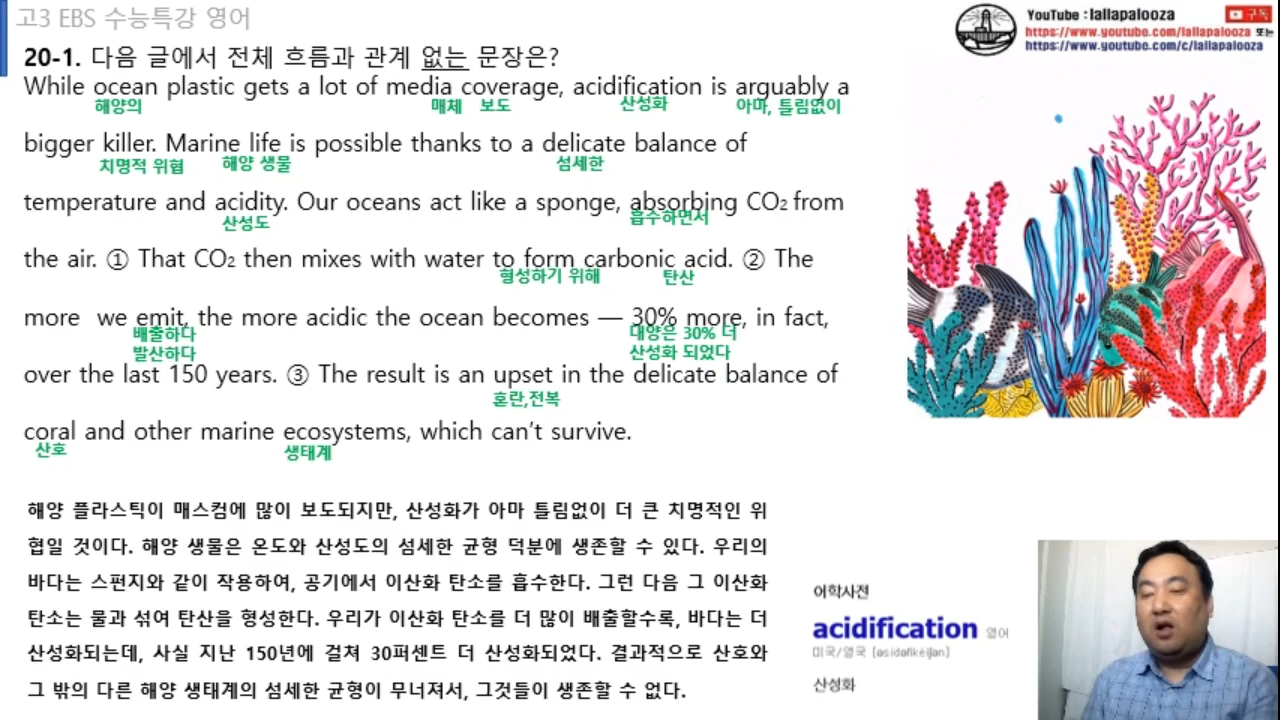 고3 EBS 수능특강 영어
YouTube : lallapalooza
구독
https://www.youtube.com/lallapalooza 또는
https://www.youtube.com/c/lallapalooza
20-1. 다음 글에서 전체 흐름과 관계 없는 문장은?
While ocean plastic gets a lot of media coverage, acidification is arguably a
해양의 매체 보도 산성화 아마, 틀림없이
bigger killer. Marine life is possible thanks to a delicate balance of
치명적 위협 해양 생물 섬세한
temperature and acidity. Our oceans act like a sponge, absorbing CO₂ from
산성도 흡수하면서
the air. ① That CO₂ then mixes with water to form carbonic acid. ② The
형성하기 위해 탄산
more we emit, the more acidic the ocean becomes — 30% more, in fact,
배출하다 대양은 30% 더
발산하다 산성화 되었다
over the last 150 years. ③ The result is an upset in the delicate balance of
혼란,전복
coral and other marine ecosystems, which can't survive.
산호 생태계
해양 플라스틱이 매스컴에 많이 보도되지만, 산성화가 아마 틀림없이 더 큰 치명적인 위
협일 것이다. 해양 생물은 온도와 산성도의 섬세한 균형 덕분에 생존할 수 있다. 우리의
바다는 스펀지와 같이 작용하여, 공기에서 이산화 탄소를 흡수한다. 그런 다음 그 이산화
탄소는 물과 섞여 탄산을 형성한다. 우리가 이산화 탄소를 더 많이 배출할수록, 바다는 더
산성화되는데, 사실 지난 150년에 걸쳐 30퍼센트 더 산성화되었다. 결과적으로 산호와
그 밖의 다른 해양 생태계의 섬세한 균형이 무너져서, 그것들이 생존할 수 없다.
어학사전
acidification 영어
미국/영국 [əsìdəfikéiʃən]
산성화